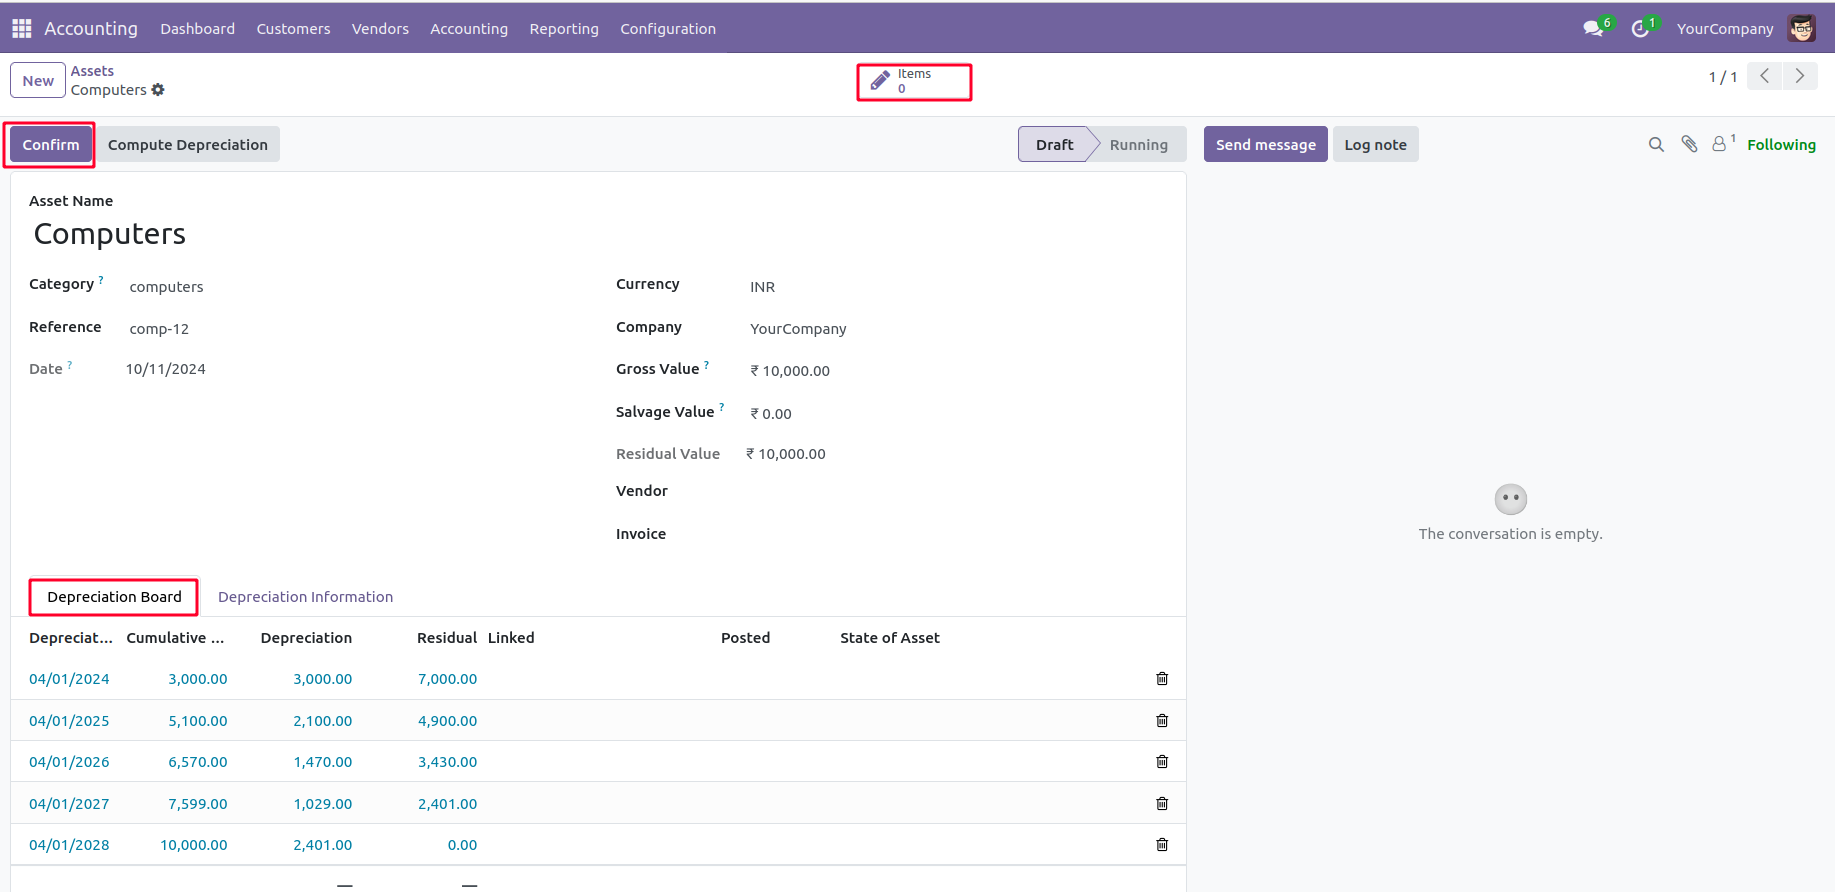 Accounting Dashboard Customers Vendors Accounting Reporting Configuration 6 1 YourCompany
New Assets Items 1 / 1
Computers 0
Confirm Compute Depreciation Draft Running Send message Log note 1 Following
Asset Name
Computers
Category ? computers Currency INR
Reference comp-12 Company YourCompany
Date ? 10/11/2024 Gross Value ? ₹ 10,000.00
Salvage Value ? ₹ 0.00
Residual Value ₹ 10,000.00
Vendor
Invoice
The conversation is empty.
Depreciation Board Depreciation Information
Depreciat... Cumulative ... Depreciation Residual Linked Posted State of Asset
04/01/2024 3,000.00 3,000.00 7,000.00
04/01/2025 5,100.00 2,100.00 4,900.00
04/01/2026 6,570.00 1,470.00 3,430.00
04/01/2027 7,599.00 1,029.00 2,401.00
04/01/2028 10,000.00 2,401.00 0.00
— —